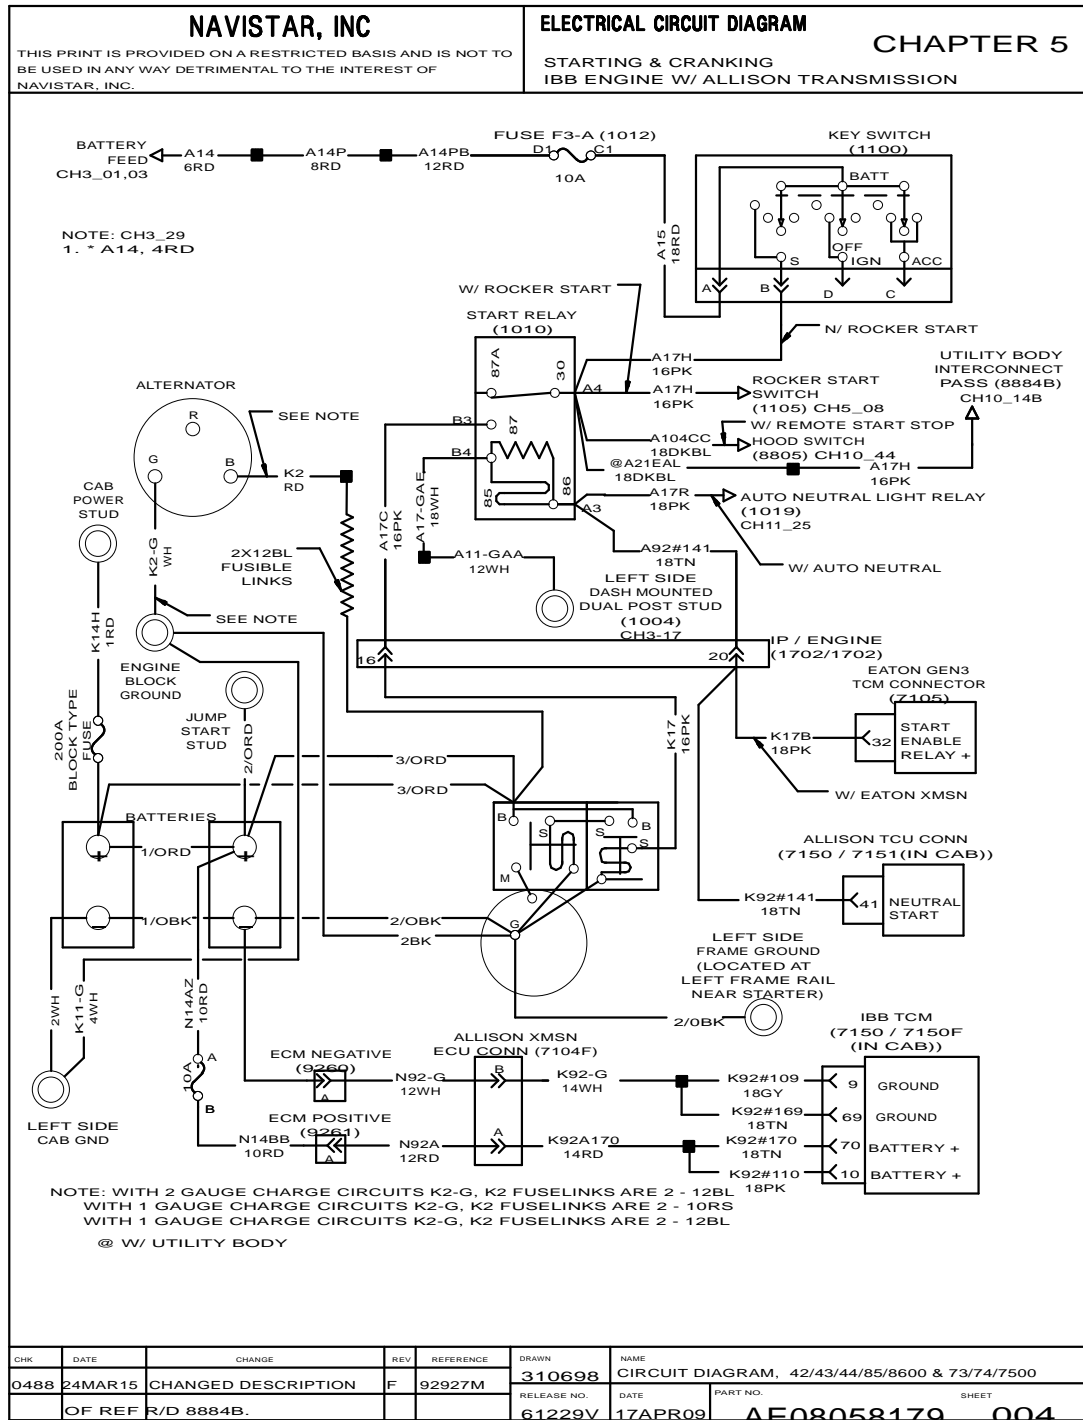 NAVISTAR, INC
THIS PRINT IS PROVIDED ON A RESTRICTED BASIS AND IS NOT TO
BE USED IN ANY WAY DETRIMENTAL TO THE INTEREST OF
NAVISTAR, INC.
ELECTRICAL CIRCUIT DIAGRAM
CHAPTER 5
STARTING & CRANKING
IBB ENGINE W/ ALLISON TRANSMISSION
BATTERY
FEED
CH3_01,03
A14
6RD
A14P
8RD
A14PB
12RD
FUSE F3-A (1012)
D1
C1
10A
KEY SWITCH
(1100)
BATT
OFF
S
IGN
ACC
A
B
D
C
A15
18RD
NOTE: CH3_29
1. * A14, 4RD
W/ ROCKER START
N/ ROCKER START
START RELAY
(1010)
87A
30
87
85
86
A4
B3
B4
A3
A17H
16PK
A17H
16PK
ROCKER START
SWITCH
(1105) CH5_08
W/ REMOTE START STOP
A104CC
18DKBL
HOOD SWITCH
(8805) CH10_44
@A21EAL
18DKBL
A17H
16PK
UTILITY BODY
INTERCONNECT
PASS (8884B)
CH10_14B
A17R
18PK
AUTO NEUTRAL LIGHT RELAY
(1019)
CH11_25
W/ AUTO NEUTRAL
A92#141
18TN
ALTERNATOR
R
G
B
SEE NOTE
K2
RD
CAB
POWER
STUD
K2-G
WH
2X12BL
FUSIBLE
LINKS
A17C
16PK
A17-GAE
18WH
A11-GAA
12WH
LEFT SIDE
DASH MOUNTED
DUAL POST STUD
(1004)
CH3-17
SEE NOTE
K14H
1RD
ENGINE
BLOCK
GROUND
16
20
IP / ENGINE
(1702/1702)
EATON GEN3
TCM CONNECTOR
(7105)
START
ENABLE
RELAY +
32
K17B
18PK
W/ EATON XMSN
JUMP
START
STUD
200A
BLOCK TYPE
FUSE
2/ORD
3/ORD
3/ORD
K17
16PK
BATTERIES
1/ORD
1/OBK
B
S
S
B
S
M
G
2/OBK
2BK
ALLISON TCU CONN
(7150 / 7151(IN CAB))
K92#141
18TN
41
NEUTRAL
START
LEFT SIDE
FRAME GROUND
(LOCATED AT
LEFT FRAME RAIL
NEAR STARTER)
2/0BK
2WH
K11-G
4WH
N14AZ
10RD
LEFT SIDE
CAB GND
10A
A
B
ECM NEGATIVE
(9260)
A
N92-G
12WH
ECM POSITIVE
(9261)
A
N14BB
10RD
N92A
12RD
ALLISON XMSN
ECU CONN (7104F)
B
A
K92-G
14WH
K92A170
14RD
K92#109
18GY
K92#169
18TN
K92#170
18TN
K92#110
18PK
IBB TCM
(7150 / 7150F
(IN CAB))
9
GROUND
69
GROUND
70
BATTERY +
10
BATTERY +
NOTE: WITH 2 GAUGE CHARGE CIRCUITS K2-G, K2 FUSELINKS ARE 2 - 12BL
WITH 1 GAUGE CHARGE CIRCUITS K2-G, K2 FUSELINKS ARE 2 - 10RS
WITH 1 GAUGE CHARGE CIRCUITS K2-G, K2 FUSELINKS ARE 2 - 12BL
@ W/ UTILITY BODY
CHK DATE CHANGE REV REFERENCE
0488 24MAR15 CHANGED DESCRIPTION F 92927M
OF REF R/D 8884B.
DRAWN
310698
NAME
CIRCUIT DIAGRAM, 42/43/44/85/8600 & 73/74/7500
RELEASE NO.
61229V
DATE
17APR09
PART NO.
AE08058179
SHEET
004